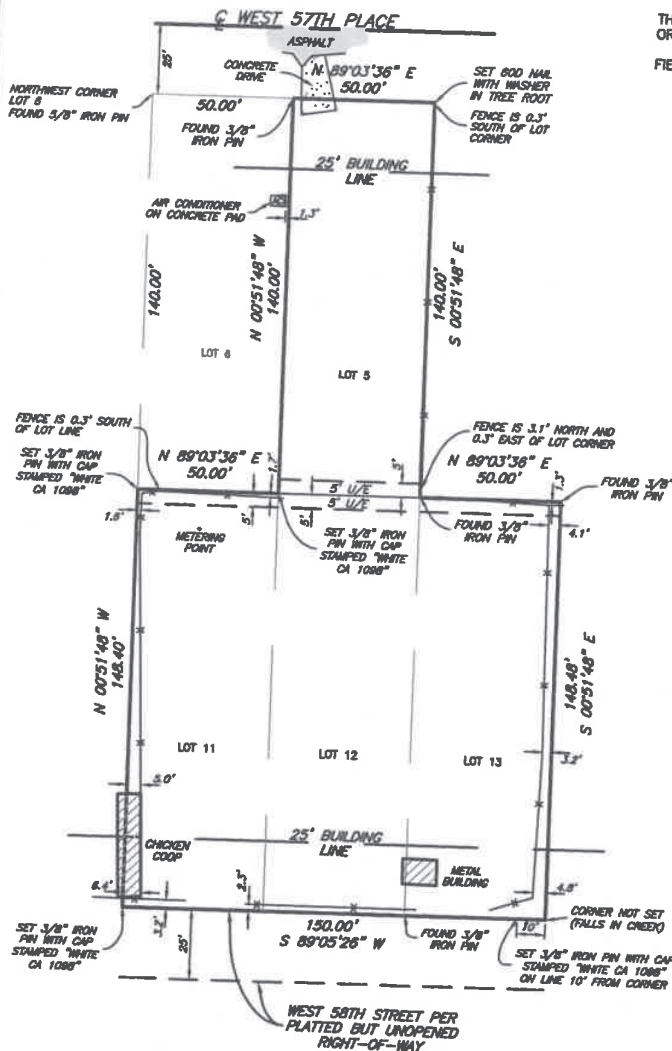 ℄ WEST 57TH PLACE
TH
OR
FIE
ASPHALT
25'
CONCRETE
DRIVE
N 89°03'36" E
50.00'
SET 60D NAIL
WITH WASHER
IN TREE ROOT
NORTHWEST CORNER
LOT 6
FOUND 5/8" IRON PIN
50.00'
FOUND 3/8"
IRON PIN
FENCE IS 0.3'
SOUTH OF LOT
CORNER
25' BUILDING
LINE
AIR CONDITIONER
ON CONCRETE PAD
AC
1.3'
140.00'
N 00°51'48" W
140.00'
140.00'
S 00°51'48" E
LOT 6
LOT 5
FENCE IS 0.3' SOUTH
OF LOT LINE
FENCE IS 3.1' NORTH AND
0.3' EAST OF LOT CORNER
SET 3/8" IRON
PIN WITH CAP
STAMPED "WHITE
CA 1098"
N 89°03'36" E
50.00'
5'
N 89°03'36" E
50.00'
FOUND 3/8"
IRON PIN
5' U/E
5' U/E
1.5'
METERING
POINT
5'
5'
SET 3/8" IRON
PIN WITH CAP
STAMPED "WHITE
CA 1098"
FOUND 3/8"
IRON PIN
4.1'
N 00°51'48" W
148.40'
148.48'
S 00°51'48" E
LOT 11
LOT 12
LOT 13
5.0'
3.2'
CHICKEN
COOP
25' BUILDING
LINE
METAL
BUILDING
6.4'
2.3'
4.8'
3.2'
CORNER NOT SET
(FALLS IN CREEK)
SET 3/8" IRON
PIN WITH CAP
STAMPED "WHITE
CA 1098"
25'
150.00'
S 89°05'26" W
FOUND 3/8"
IRON PIN
10'
SET 3/8" IRON PIN WITH CAP
STAMPED "WHITE CA 1098"
ON LINE 10' FROM CORNER
WEST 58TH STREET PER
PLATTED BUT UNOPENED
RIGHT-OF-WAY